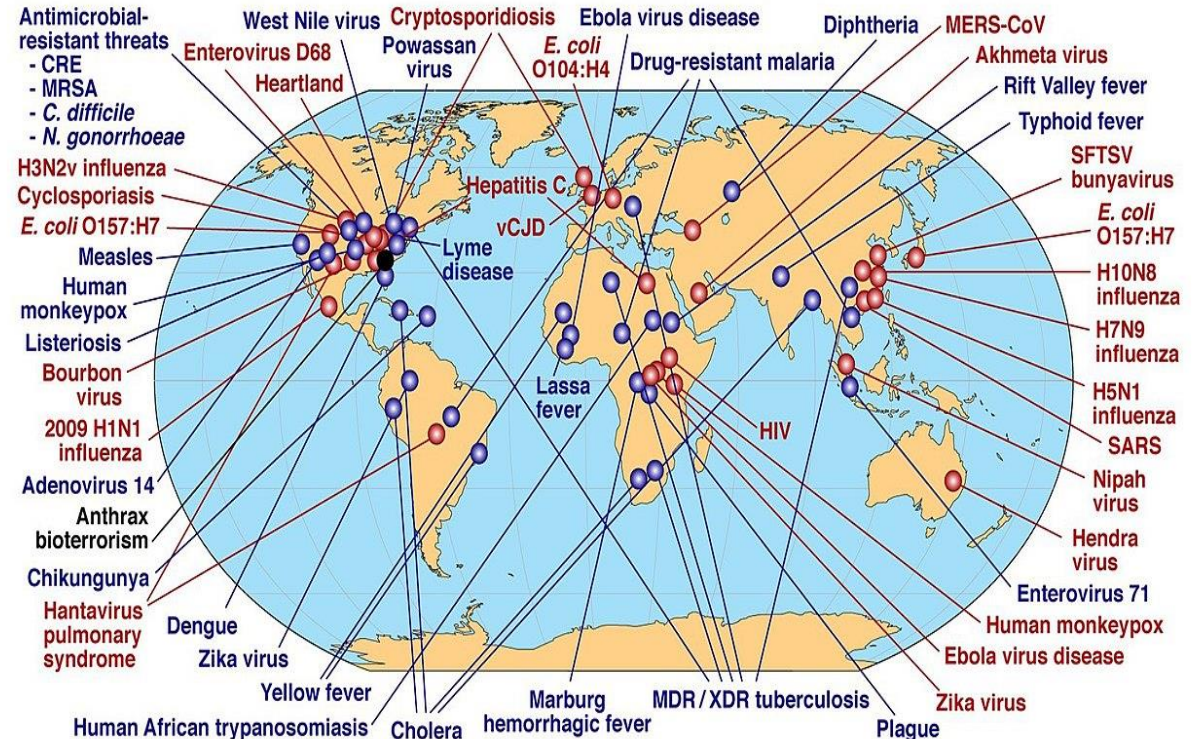 Antimicrobial-
resistant threats
- CRE
- MRSA
- C. difficile
- N. gonorrhoeae
West Nile virus
Enterovirus D68
Heartland
Cryptosporidiosis
Powassan
virus
E. coli
O104:H4
Ebola virus disease
Drug-resistant malaria
Diphtheria
MERS-CoV
Akhmeta virus
Rift Valley fever
Typhoid fever
SFTSV
bunyavirus
E. coli
O157:H7
H10N8
influenza
H7N9
influenza
H5N1
influenza
SARS
Nipah
virus
Hendra
virus
Enterovirus 71
Human monkeypox
Ebola virus disease
Zika virus
Plague
H3N2v influenza
Cyclosporiasis
E. coli O157:H7
Measles
Human
monkeypox
Listeriosis
Bourbon
virus
2009 H1N1
influenza
Adenovirus 14
Anthrax
bioterrorism
Chikungunya
Hantavirus
pulmonary
syndrome
Dengue
Zika virus
Yellow fever
Human African trypanosomiasis
Cholera
Marburg
hemorrhagic fever
MDR / XDR tuberculosis
Hepatitis C
vCJD
Lyme
disease
Lassa
fever
HIV